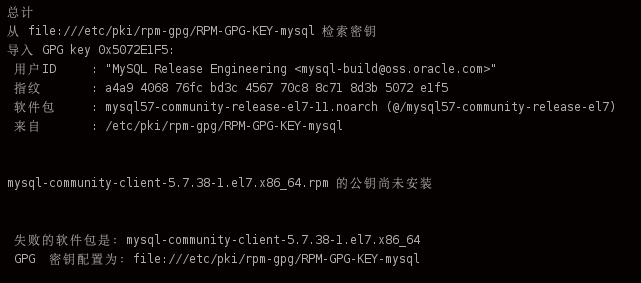 总计
从 file:///etc/pki/rpm-gpg/RPM-GPG-KEY-mysql 检索密钥
导入 GPG key 0x5072E1F5:
用户ID     : "MySQL Release Engineering <mysql-build@oss.oracle.com>"
指纹       : a4a9 4068 76fc bd3c 4567 70c8 8c71 8d3b 5072 e1f5
软件包     : mysql57-community-release-el7-11.noarch (@/mysql57-community-release-el7)
来自       : /etc/pki/rpm-gpg/RPM-GPG-KEY-mysql
mysql-community-client-5.7.38-1.el7.x86_64.rpm 的公钥尚未安装
失败的软件包是：mysql-community-client-5.7.38-1.el7.x86_64
GPG  密钥配置为：file:///etc/pki/rpm-gpg/RPM-GPG-KEY-mysql